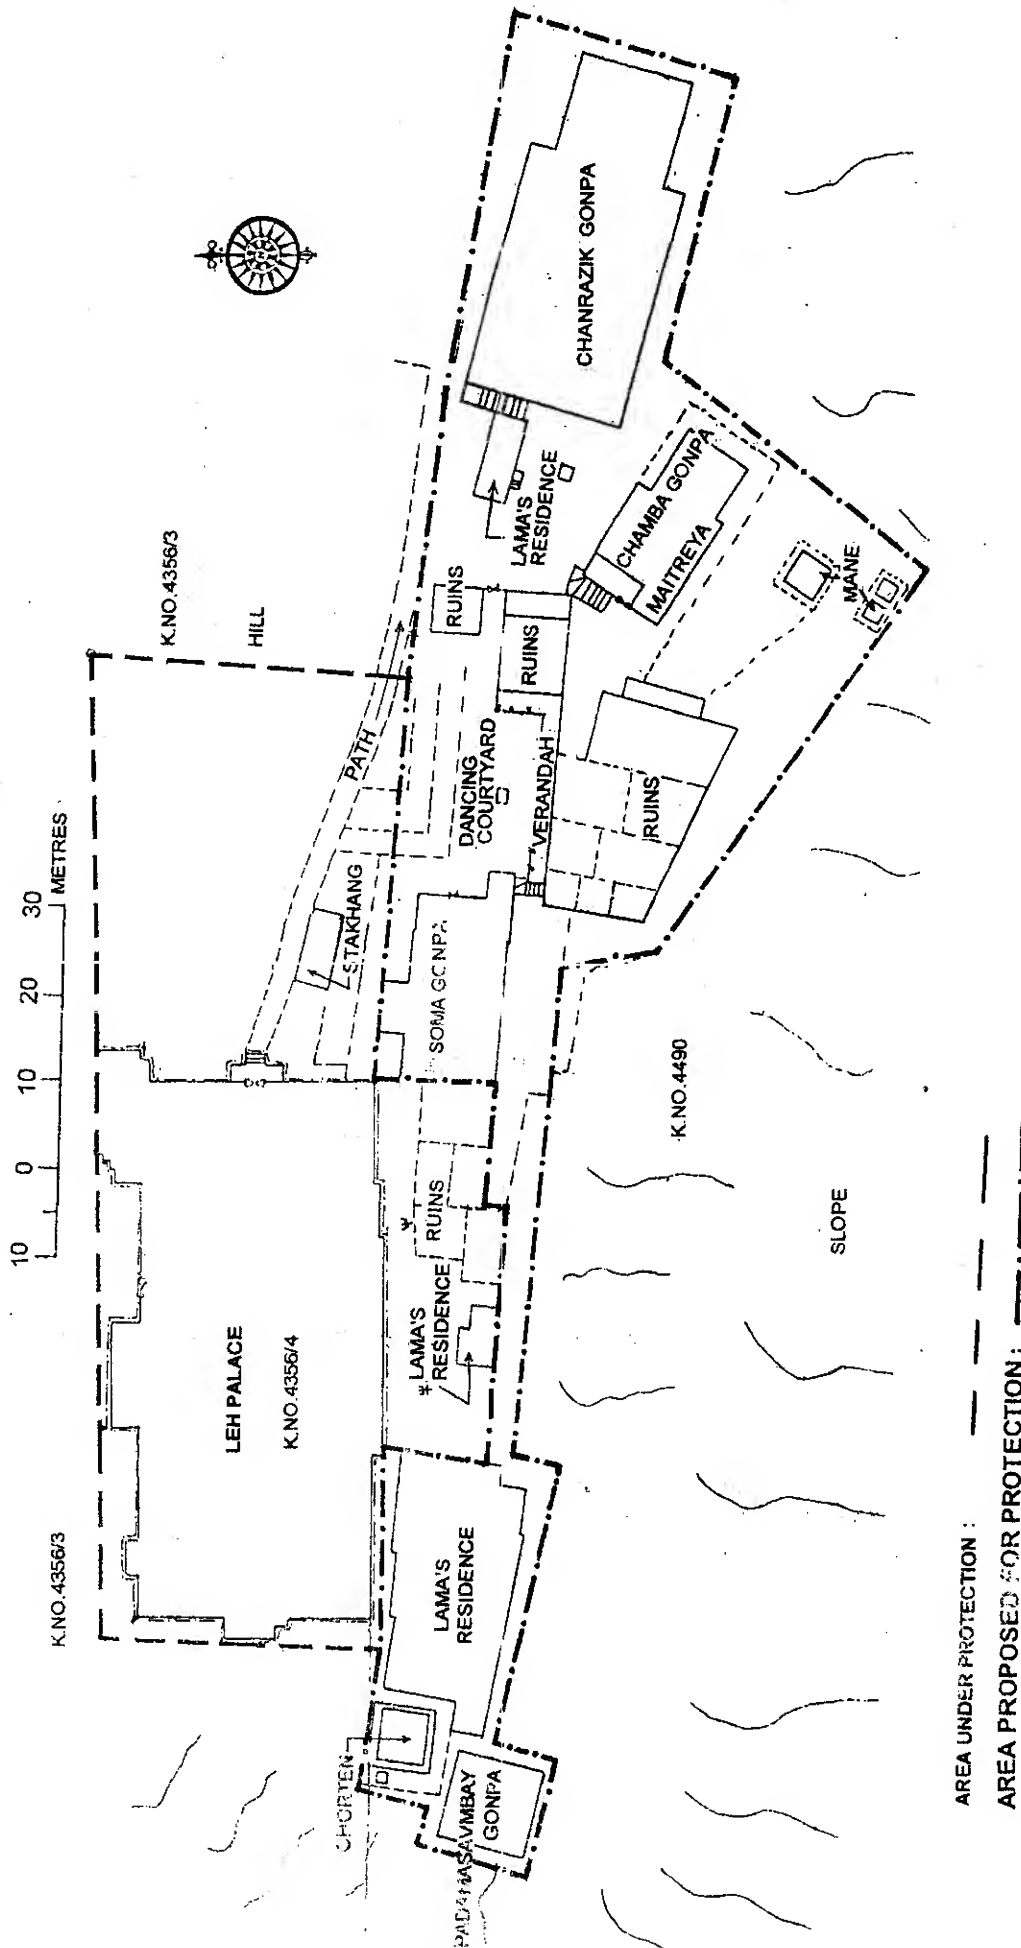 K.NO.4356/3
10 0 10 20 30 METRES
K.NO.4356/3
HILL
LEH PALACE
K.NO.4356/4
PATH
STAKHANG
CHORTEN
PADAMASAVMBAY
GONPA
LAMA'S
RESIDENCE
LAMA'S
RESIDENCE
RUINS
SOMA GONPA
DANCING
COURTYARD
VERANDAH
RUINS
RUINS
RUINS
LAMA'S
RESIDENCE
CHANRAZIK GONPA
CHAMBA GONPA
MAITREYA
MANE
K.NO.4490
SLOPE
AREA UNDER PROTECTION :
AREA PROPOSED FOR PROTECTION :